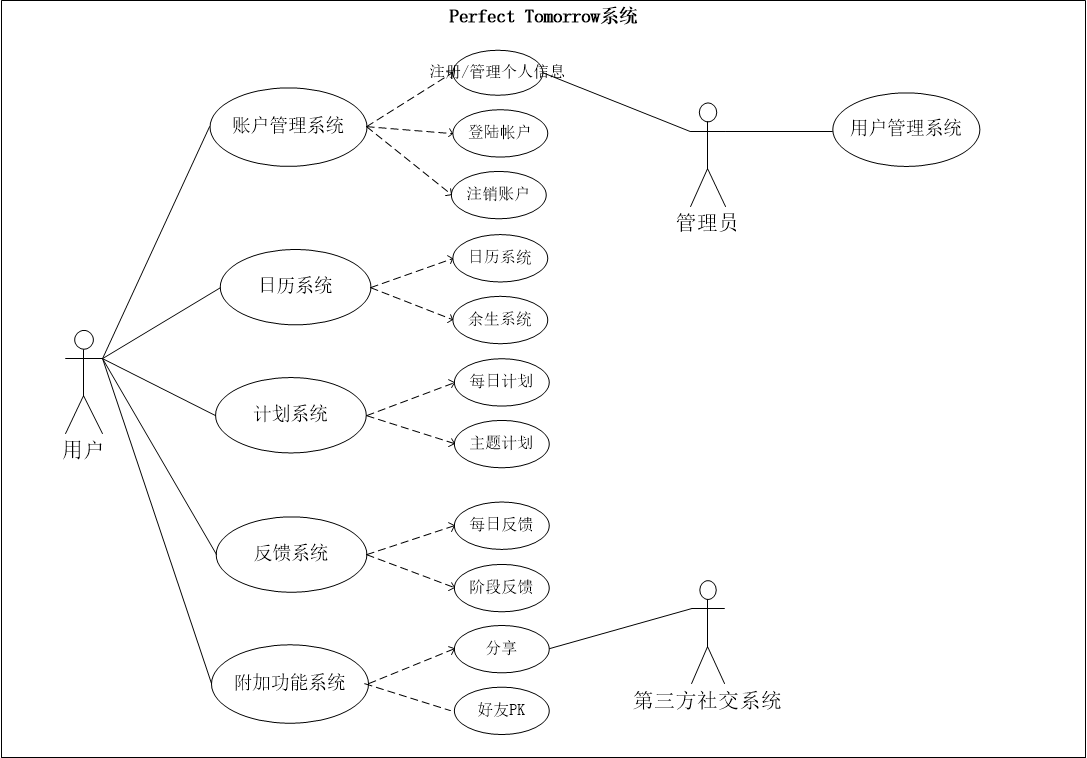 Perfect Tomorrow系统
注册/管理个人信息
账户管理系统
登陆帐户
注销账户
用户管理系统
管理员
日历系统
日历系统
余生系统
用户
计划系统
每日计划
主题计划
反馈系统
每日反馈
阶段反馈
附加功能系统
分享
好友PK
第三方社交系统